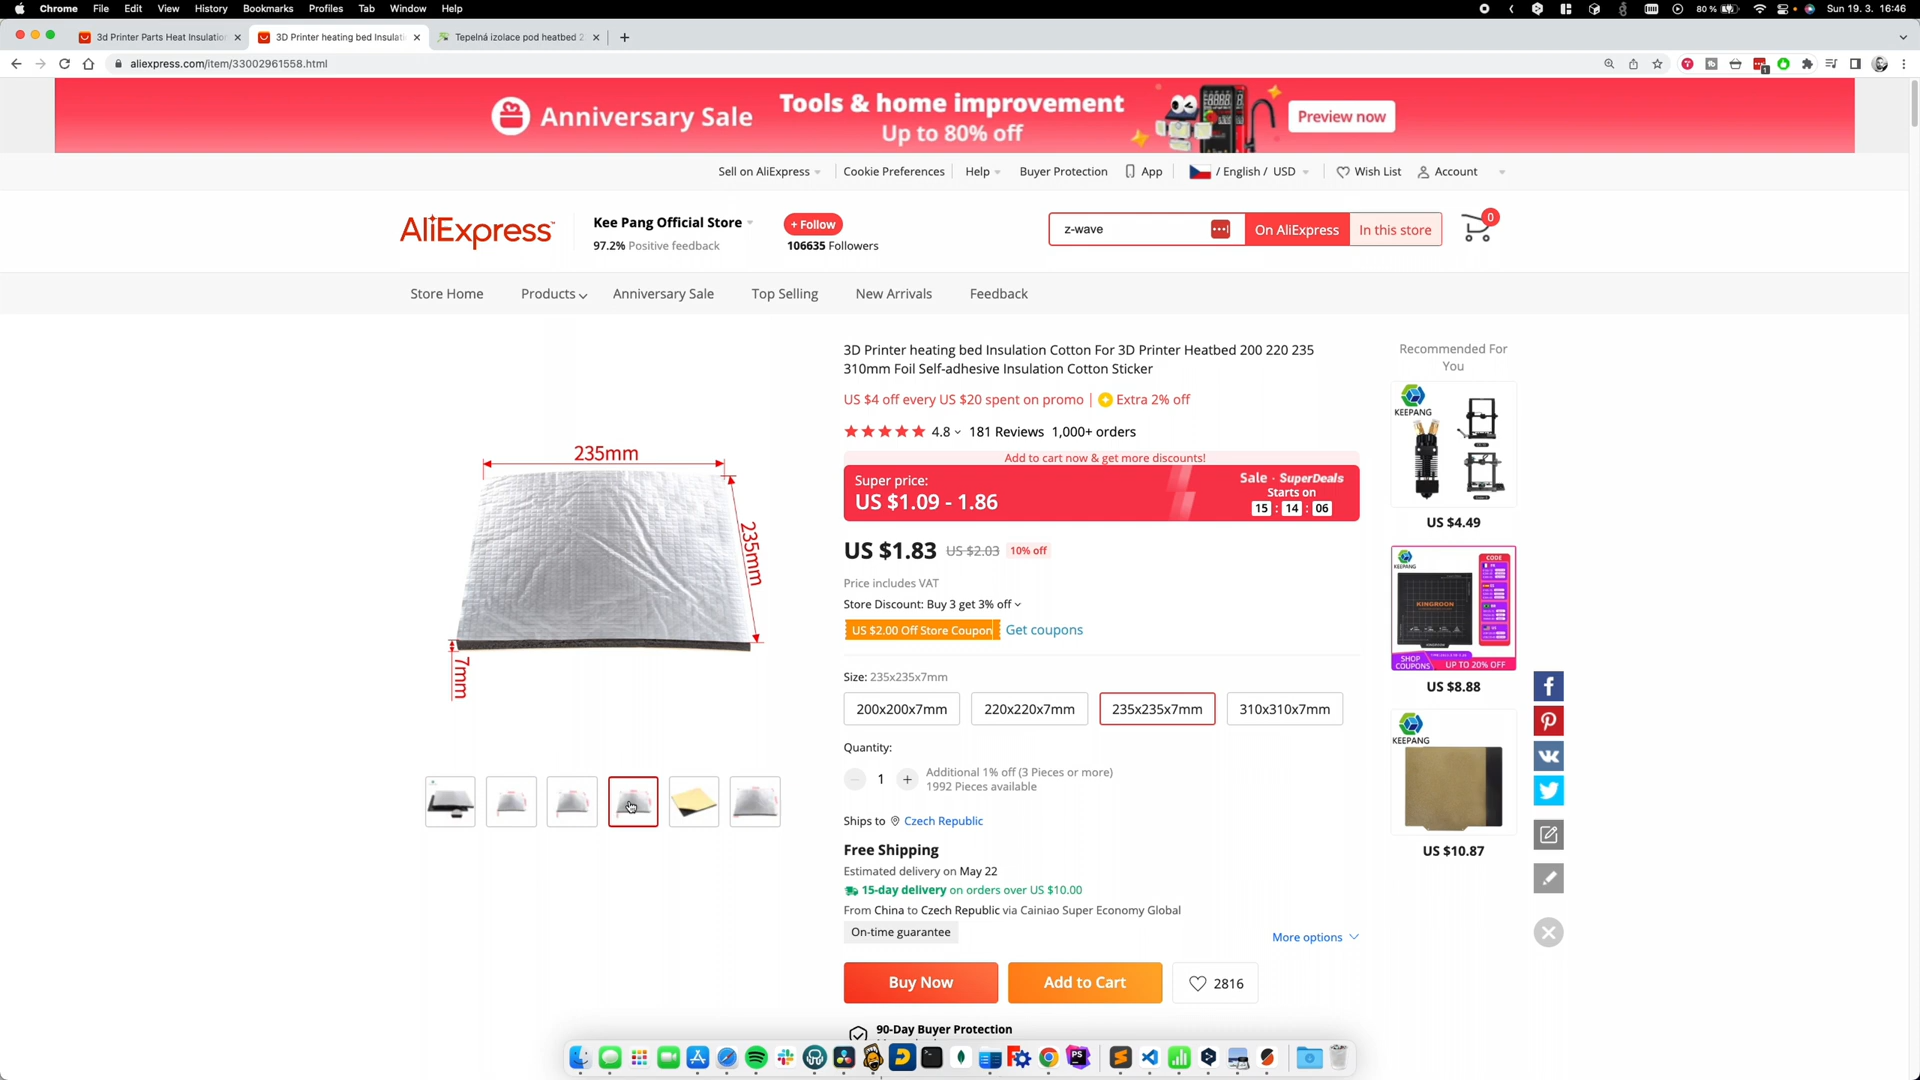 Chrome File Edit View History Bookmarks Profiles Tab Window Help 80 % Sun 19. 3. 16:46
3d Printer Parts Heat Insulation 3D Printer heating bed Insulati Tepelná izolace pod heatbed 2
aliexpress.com/item/33002961558.html
Anniversary Sale
Tools & home improvement
Up to 80% off
Preview now
Sell on AliExpress Cookie Preferences Help Buyer Protection App / English / USD Wish List Account
AliExpress
Kee Pang Official Store
97.2% Positive feedback
+ Follow
106635 Followers
z-wave
On AliExpress
In this store
0
Store Home Products Anniversary Sale Top Selling New Arrivals Feedback
235mm
235mm
7mm
3D Printer heating bed Insulation Cotton For 3D Printer Heatbed 200 220 235
310mm Foil Self-adhesive Insulation Cotton Sticker
US $4 off every US $20 spent on promo | Extra 2% off
4.8 181 Reviews 1,000+ orders
Add to cart now & get more discounts!
Super price:
US $1.09 - 1.86
Sale · SuperDeals
Starts on
15 : 14 : 06
US $1.83 US $2.03 10% off
Price includes VAT
Store Discount: Buy 3 get 3% off
US $2.00 Off Store Coupon Get coupons
Size: 235x235x7mm
200x200x7mm 220x220x7mm 235x235x7mm 310x310x7mm
Quantity:
1
Additional 1% off (3 Pieces or more)
1992 Pieces available
Ships to Czech Republic
Free Shipping
Estimated delivery on May 22
15-day delivery on orders over US $10.00
From China to Czech Republic via Cainiao Super Economy Global
On-time guarantee
More options
Buy Now
Add to Cart
2816
90-Day Buyer Protection
Recommended For
You
KEEPANG
US $4.49
KEEPANG
CODE
KINGROON
SHOP
COUPONS
UP TO 20% OFF
US $8.88
KEEPANG
US $10.87